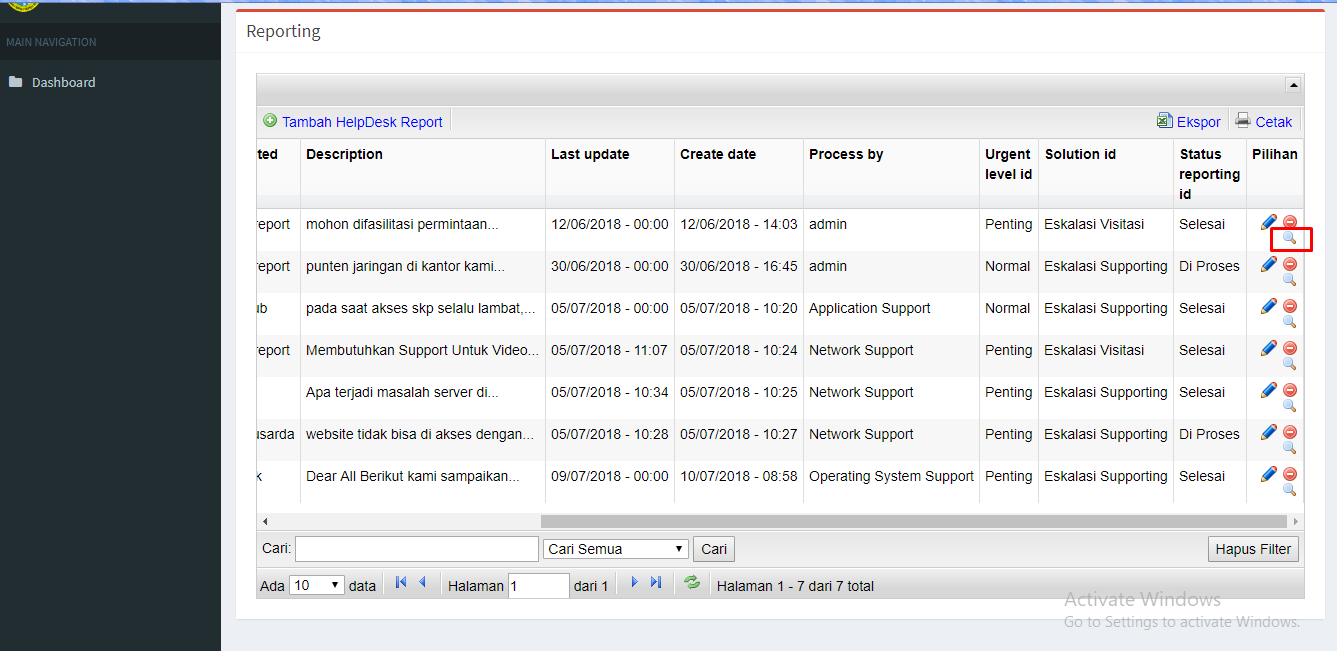 Reporting
MAIN NAVIGATION
Dashboard
Tambah HelpDesk Report Ekspor Cetak
ted Description Last update Create date Process by Urgent level id Solution id Status reporting id Pilihan
report mohon difasilitasi permintaan... 12/06/2018 - 00:00 12/06/2018 - 14:03 admin Penting Eskalasi Visitasi Selesai
report punten jaringan di kantor kami... 30/06/2018 - 00:00 30/06/2018 - 16:45 admin Normal Eskalasi Supporting Di Proses
ub pada saat akses skp selalu lambat,... 05/07/2018 - 00:00 05/07/2018 - 10:20 Application Support Normal Eskalasi Supporting Selesai
report Membutuhkan Support Untuk Video... 05/07/2018 - 11:07 05/07/2018 - 10:24 Network Support Penting Eskalasi Visitasi Selesai
Apa terjadi masalah server di... 05/07/2018 - 10:34 05/07/2018 - 10:25 Network Support Penting Eskalasi Supporting Selesai
usarda website tidak bisa di akses dengan... 05/07/2018 - 10:28 05/07/2018 - 10:27 Network Support Penting Eskalasi Supporting Di Proses
k Dear All Berikut kami sampaikan... 09/07/2018 - 00:00 10/07/2018 - 08:58 Operating System Support Penting Eskalasi Supporting Selesai
Cari: Cari Semua Cari Hapus Filter
Ada 10 data Halaman 1 dari 1 Halaman 1 - 7 dari 7 total
Activate Windows
Go to Settings to activate Windows.